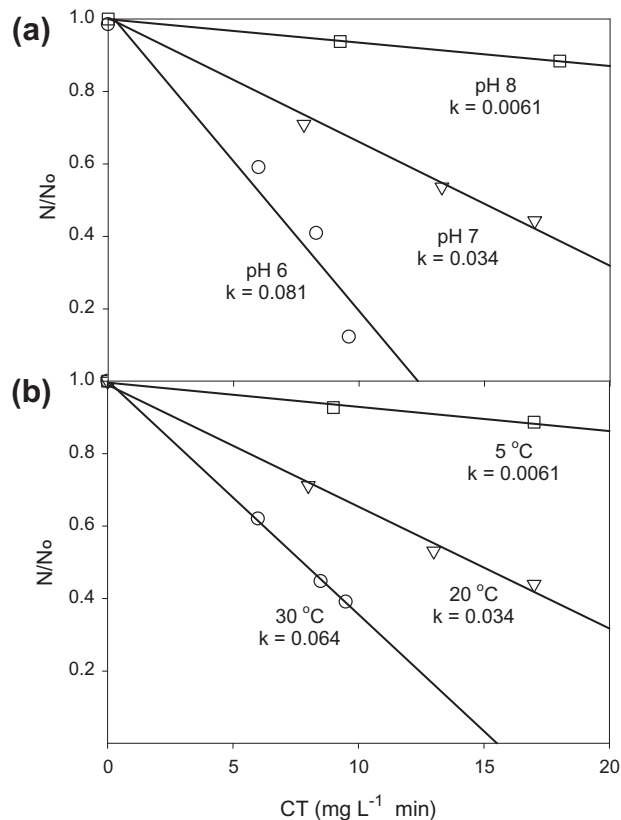 (a)
1.0
0.8
0.6
0.4
0.2
N/No
pH 8
k = 0.0061
pH 7
k = 0.034
pH 6
k = 0.081
(b)
1.0
0.8
0.6
0.4
0.2
N/No
5 °C
k = 0.0061
20 °C
k = 0.034
30 °C
k = 0.064
0 5 10 15 20
CT (mg L⁻¹ min)